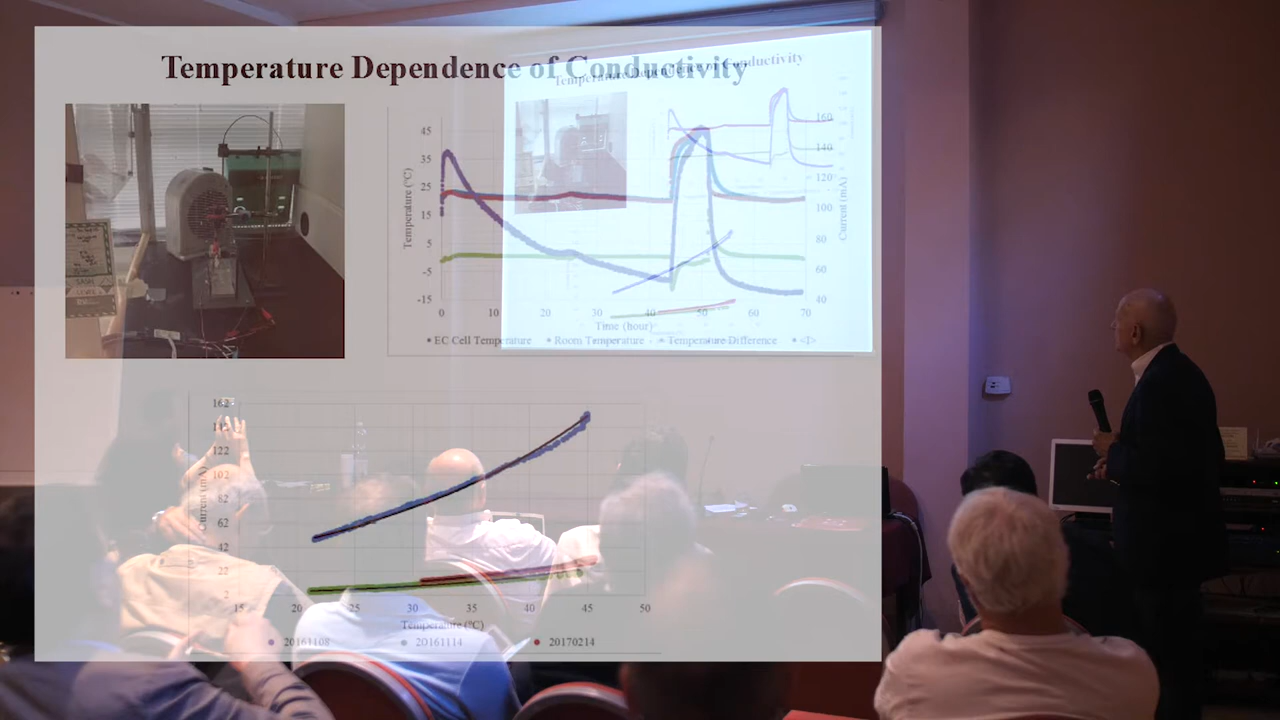 Temperature Dependence of Conductivity
Temperature Dependence of Conductivity
45
35
25
15
5
-5
-15
Temperature (°C)
160
140
120
100
80
60
40
Current (mA)
0 10 20 30 40 50 60 70
Time (hour)
EC Cell Temperature Room Temperature Temperature Difference <I>
162
122
102
82
62
42
22
2
Current (mA)
15 20 25 30 35 40 45 50
Temperature (°C)
20161108 20161114 20170214